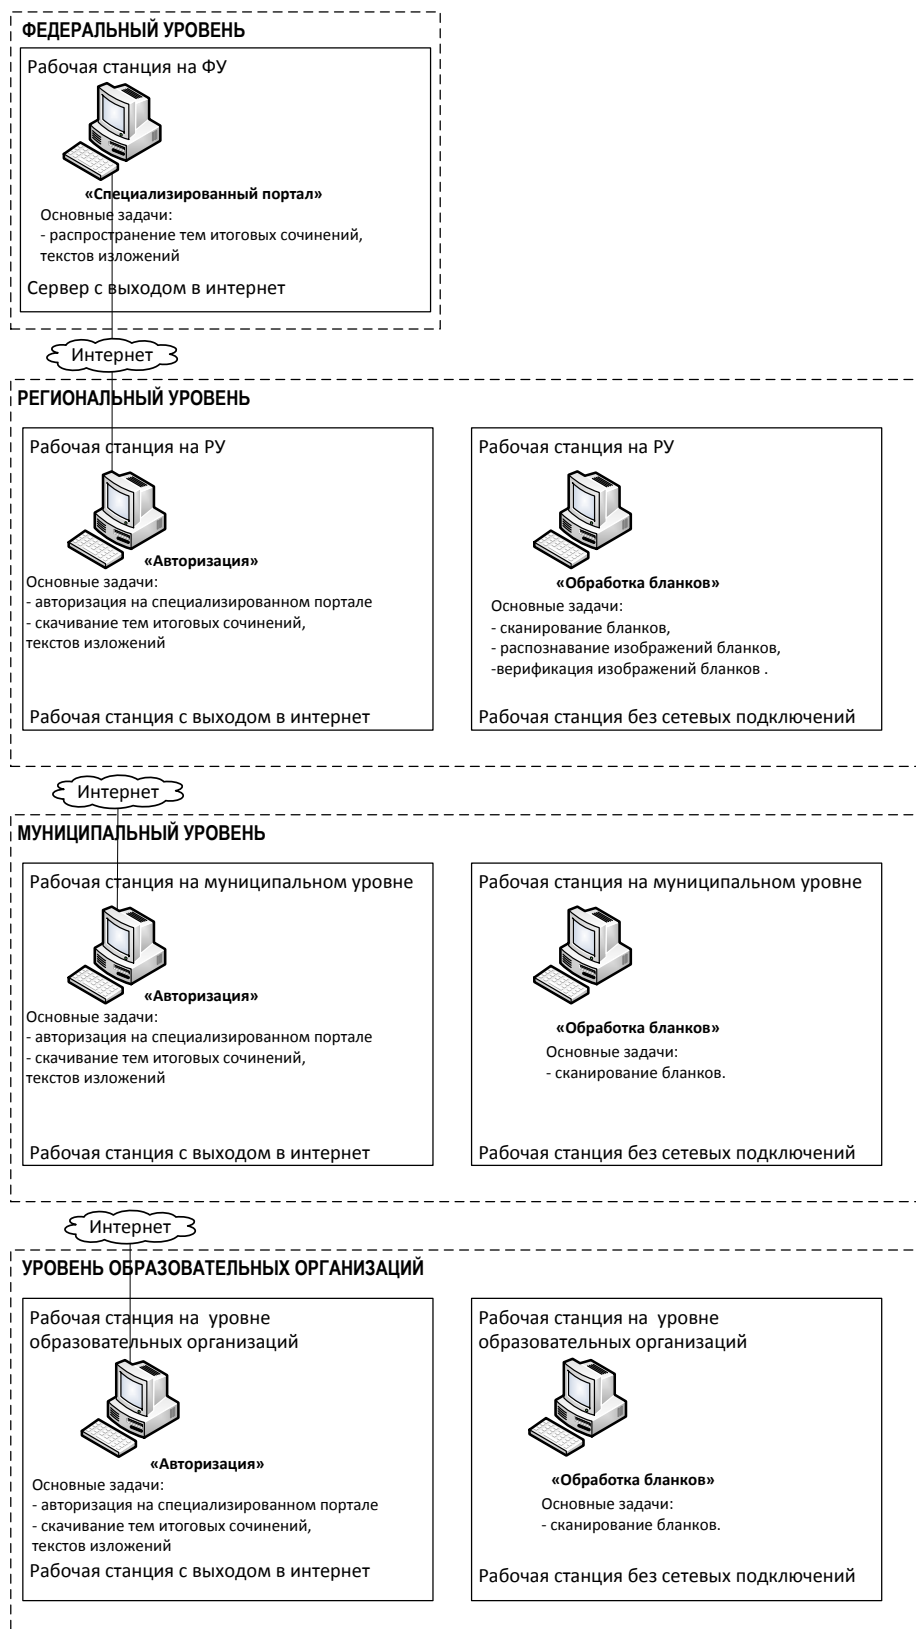 ФЕДЕРАЛЬНЫЙ УРОВЕНЬ
Рабочая станция на ФУ
«Специализированный портал»
Основные задачи:
- распространение тем итоговых сочинений,
текстов изложений
Сервер с выходом в интернет
Интернет
РЕГИОНАЛЬНЫЙ УРОВЕНЬ
Рабочая станция на РУ
«Авторизация»
Основные задачи:
- авторизация на специализированном портале
- скачивание тем итоговых сочинений,
текстов изложений
Рабочая станция с выходом в интернет
Рабочая станция на РУ
«Обработка бланков»
Основные задачи:
- сканирование бланков,
- распознавание изображений бланков,
-верификация изображений бланков .
Рабочая станция без сетевых подключений
Интернет
МУНИЦИПАЛЬНЫЙ УРОВЕНЬ
Рабочая станция на муниципальном уровне
«Авторизация»
Основные задачи:
- авторизация на специализированном портале
- скачивание тем итоговых сочинений,
текстов изложений
Рабочая станция с выходом в интернет
Рабочая станция на муниципальном уровне
«Обработка бланков»
Основные задачи:
- сканирование бланков.
Рабочая станция без сетевых подключений
Интернет
УРОВЕНЬ ОБРАЗОВАТЕЛЬНЫХ ОРГАНИЗАЦИЙ
Рабочая станция на уровне
образовательных организаций
«Авторизация»
Основные задачи:
- авторизация на специализированном портале
- скачивание тем итоговых сочинений,
текстов изложений
Рабочая станция с выходом в интернет
Рабочая станция на уровне
образовательных организаций
«Обработка бланков»
Основные задачи:
- сканирование бланков.
Рабочая станция без сетевых подключений